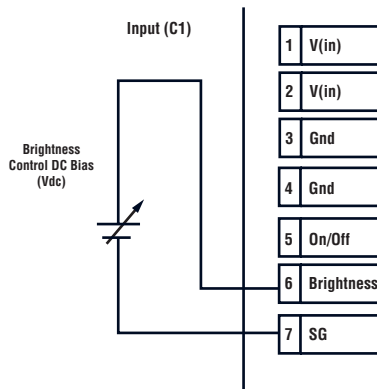 Input (C1)
1 V(in)
2 V(in)
3 Gnd
4 Gnd
5 On/Off
6 Brightness
7 SG
Brightness
Control DC Bias
(Vdc)